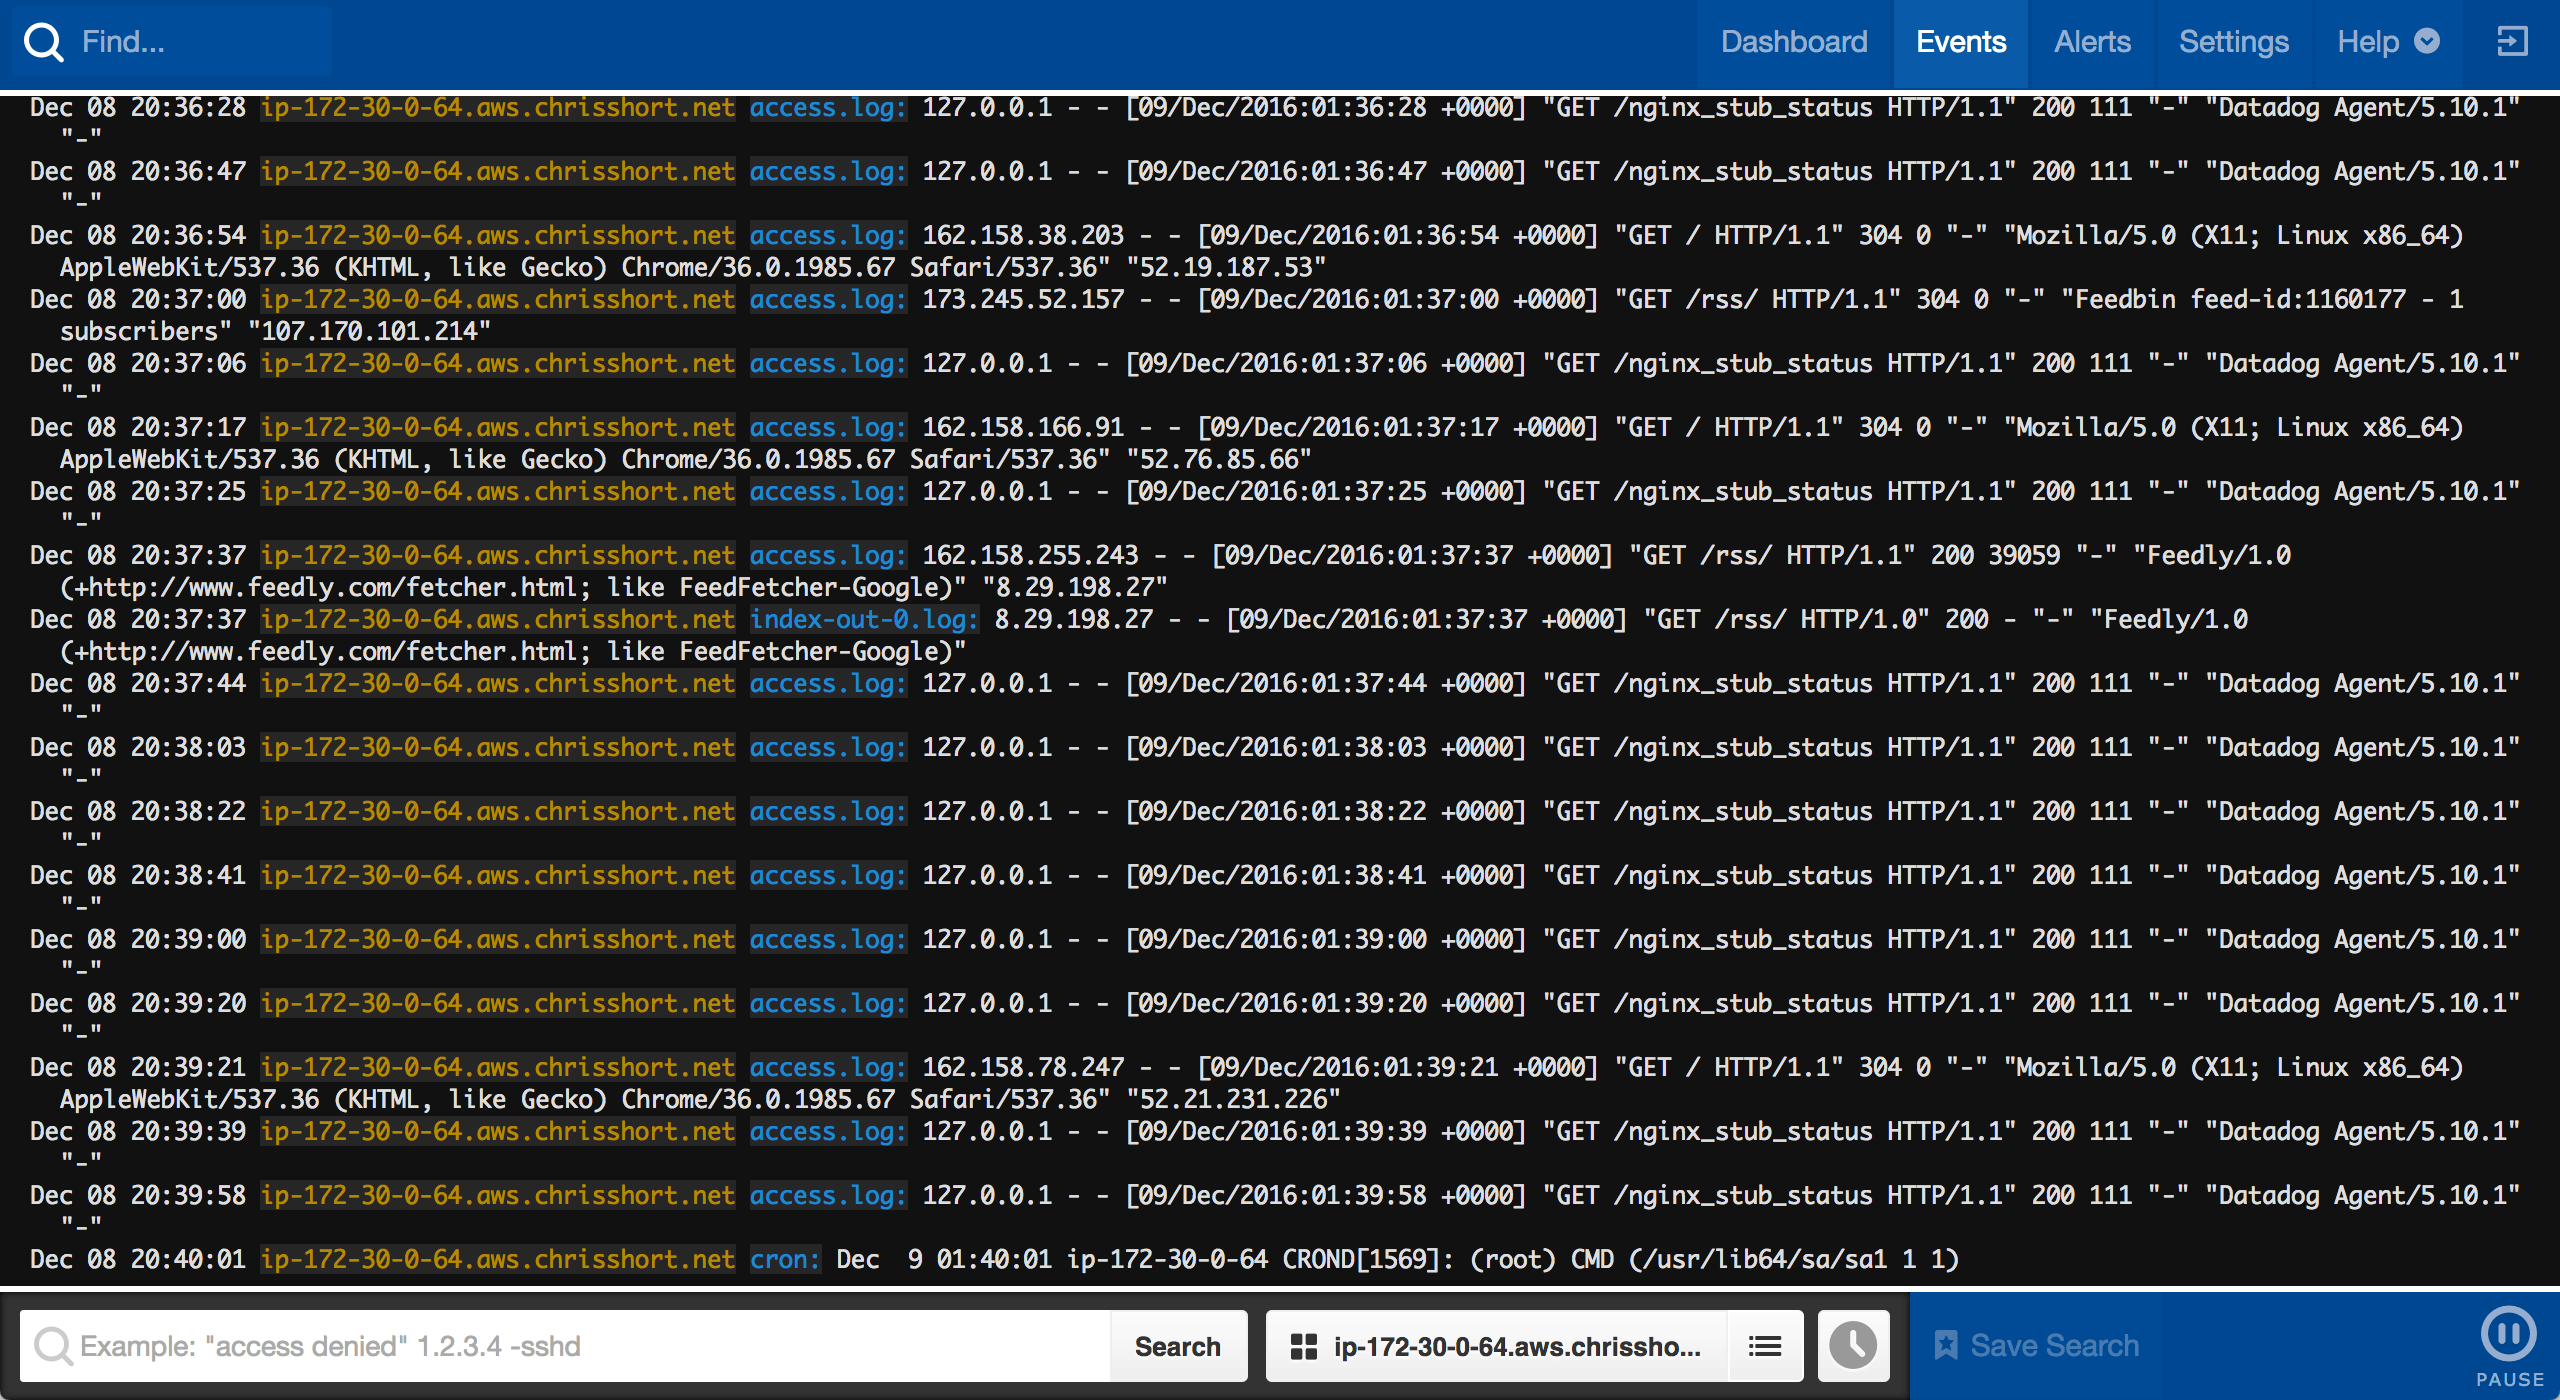 Find...
Dashboard Events Alerts Settings Help
Dec 08 20:36:28 ip-172-30-0-64.aws.chrisshort.net access.log: 127.0.0.1 - - [09/Dec/2016:01:36:28 +0000] "GET /nginx_stub_status HTTP/1.1" 200 111 "-" "Datadog Agent/5.10.1"
"-"
Dec 08 20:36:47 ip-172-30-0-64.aws.chrisshort.net access.log: 127.0.0.1 - - [09/Dec/2016:01:36:47 +0000] "GET /nginx_stub_status HTTP/1.1" 200 111 "-" "Datadog Agent/5.10.1"
"-"
Dec 08 20:36:54 ip-172-30-0-64.aws.chrisshort.net access.log: 162.158.38.203 - - [09/Dec/2016:01:36:54 +0000] "GET / HTTP/1.1" 304 0 "-" "Mozilla/5.0 (X11; Linux x86_64)
AppleWebKit/537.36 (KHTML, like Gecko) Chrome/36.0.1985.67 Safari/537.36" "52.19.187.53"
Dec 08 20:37:00 ip-172-30-0-64.aws.chrisshort.net access.log: 173.245.52.157 - - [09/Dec/2016:01:37:00 +0000] "GET /rss/ HTTP/1.1" 304 0 "-" "Feedbin feed-id:1160177 - 1
subscribers" "107.170.101.214"
Dec 08 20:37:06 ip-172-30-0-64.aws.chrisshort.net access.log: 127.0.0.1 - - [09/Dec/2016:01:37:06 +0000] "GET /nginx_stub_status HTTP/1.1" 200 111 "-" "Datadog Agent/5.10.1"
"-"
Dec 08 20:37:17 ip-172-30-0-64.aws.chrisshort.net access.log: 162.158.166.91 - - [09/Dec/2016:01:37:17 +0000] "GET / HTTP/1.1" 304 0 "-" "Mozilla/5.0 (X11; Linux x86_64)
AppleWebKit/537.36 (KHTML, like Gecko) Chrome/36.0.1985.67 Safari/537.36" "52.76.85.66"
Dec 08 20:37:25 ip-172-30-0-64.aws.chrisshort.net access.log: 127.0.0.1 - - [09/Dec/2016:01:37:25 +0000] "GET /nginx_stub_status HTTP/1.1" 200 111 "-" "Datadog Agent/5.10.1"
"-"
Dec 08 20:37:37 ip-172-30-0-64.aws.chrisshort.net access.log: 162.158.255.243 - - [09/Dec/2016:01:37:37 +0000] "GET /rss/ HTTP/1.1" 200 39059 "-" "Feedly/1.0
(+http://www.feedly.com/fetcher.html; like FeedFetcher-Google)" "8.29.198.27"
Dec 08 20:37:37 ip-172-30-0-64.aws.chrisshort.net index-out-0.log: 8.29.198.27 - - [09/Dec/2016:01:37:37 +0000] "GET /rss/ HTTP/1.0" 200 - "-" "Feedly/1.0
(+http://www.feedly.com/fetcher.html; like FeedFetcher-Google)"
Dec 08 20:37:44 ip-172-30-0-64.aws.chrisshort.net access.log: 127.0.0.1 - - [09/Dec/2016:01:37:44 +0000] "GET /nginx_stub_status HTTP/1.1" 200 111 "-" "Datadog Agent/5.10.1"
"-"
Dec 08 20:38:03 ip-172-30-0-64.aws.chrisshort.net access.log: 127.0.0.1 - - [09/Dec/2016:01:38:03 +0000] "GET /nginx_stub_status HTTP/1.1" 200 111 "-" "Datadog Agent/5.10.1"
"-"
Dec 08 20:38:22 ip-172-30-0-64.aws.chrisshort.net access.log: 127.0.0.1 - - [09/Dec/2016:01:38:22 +0000] "GET /nginx_stub_status HTTP/1.1" 200 111 "-" "Datadog Agent/5.10.1"
"-"
Dec 08 20:38:41 ip-172-30-0-64.aws.chrisshort.net access.log: 127.0.0.1 - - [09/Dec/2016:01:38:41 +0000] "GET /nginx_stub_status HTTP/1.1" 200 111 "-" "Datadog Agent/5.10.1"
"-"
Dec 08 20:39:00 ip-172-30-0-64.aws.chrisshort.net access.log: 127.0.0.1 - - [09/Dec/2016:01:39:00 +0000] "GET /nginx_stub_status HTTP/1.1" 200 111 "-" "Datadog Agent/5.10.1"
"-"
Dec 08 20:39:20 ip-172-30-0-64.aws.chrisshort.net access.log: 127.0.0.1 - - [09/Dec/2016:01:39:20 +0000] "GET /nginx_stub_status HTTP/1.1" 200 111 "-" "Datadog Agent/5.10.1"
"-"
Dec 08 20:39:21 ip-172-30-0-64.aws.chrisshort.net access.log: 162.158.78.247 - - [09/Dec/2016:01:39:21 +0000] "GET / HTTP/1.1" 304 0 "-" "Mozilla/5.0 (X11; Linux x86_64)
AppleWebKit/537.36 (KHTML, like Gecko) Chrome/36.0.1985.67 Safari/537.36" "52.21.231.226"
Dec 08 20:39:39 ip-172-30-0-64.aws.chrisshort.net access.log: 127.0.0.1 - - [09/Dec/2016:01:39:39 +0000] "GET /nginx_stub_status HTTP/1.1" 200 111 "-" "Datadog Agent/5.10.1"
"-"
Dec 08 20:39:58 ip-172-30-0-64.aws.chrisshort.net access.log: 127.0.0.1 - - [09/Dec/2016:01:39:58 +0000] "GET /nginx_stub_status HTTP/1.1" 200 111 "-" "Datadog Agent/5.10.1"
"-"
Dec 08 20:40:01 ip-172-30-0-64.aws.chrisshort.net cron: Dec  9 01:40:01 ip-172-30-0-64 CROND[1569]: (root) CMD (/usr/lib64/sa/sa1 1 1)
Example: "access denied" 1.2.3.4 -sshd Search ip-172-30-0-64.aws.chrissho... Save Search
PAUSE